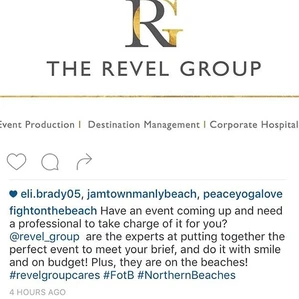 RG
THE REVEL GROUP
Event Production I Destination Management I Corporate Hospital
eli.brady05, jamtownmanlybeach, peaceyogalove
fightonthebeach Have an event coming up and need
a professional to take charge of it for you?
@revel_group are the experts at putting together the
perfect event to meet your brief, and do it with smile
and on budget! Plus, they are on the beaches!
#revelgroupcares #FotB #NorthernBeaches
4 HOURS AGO